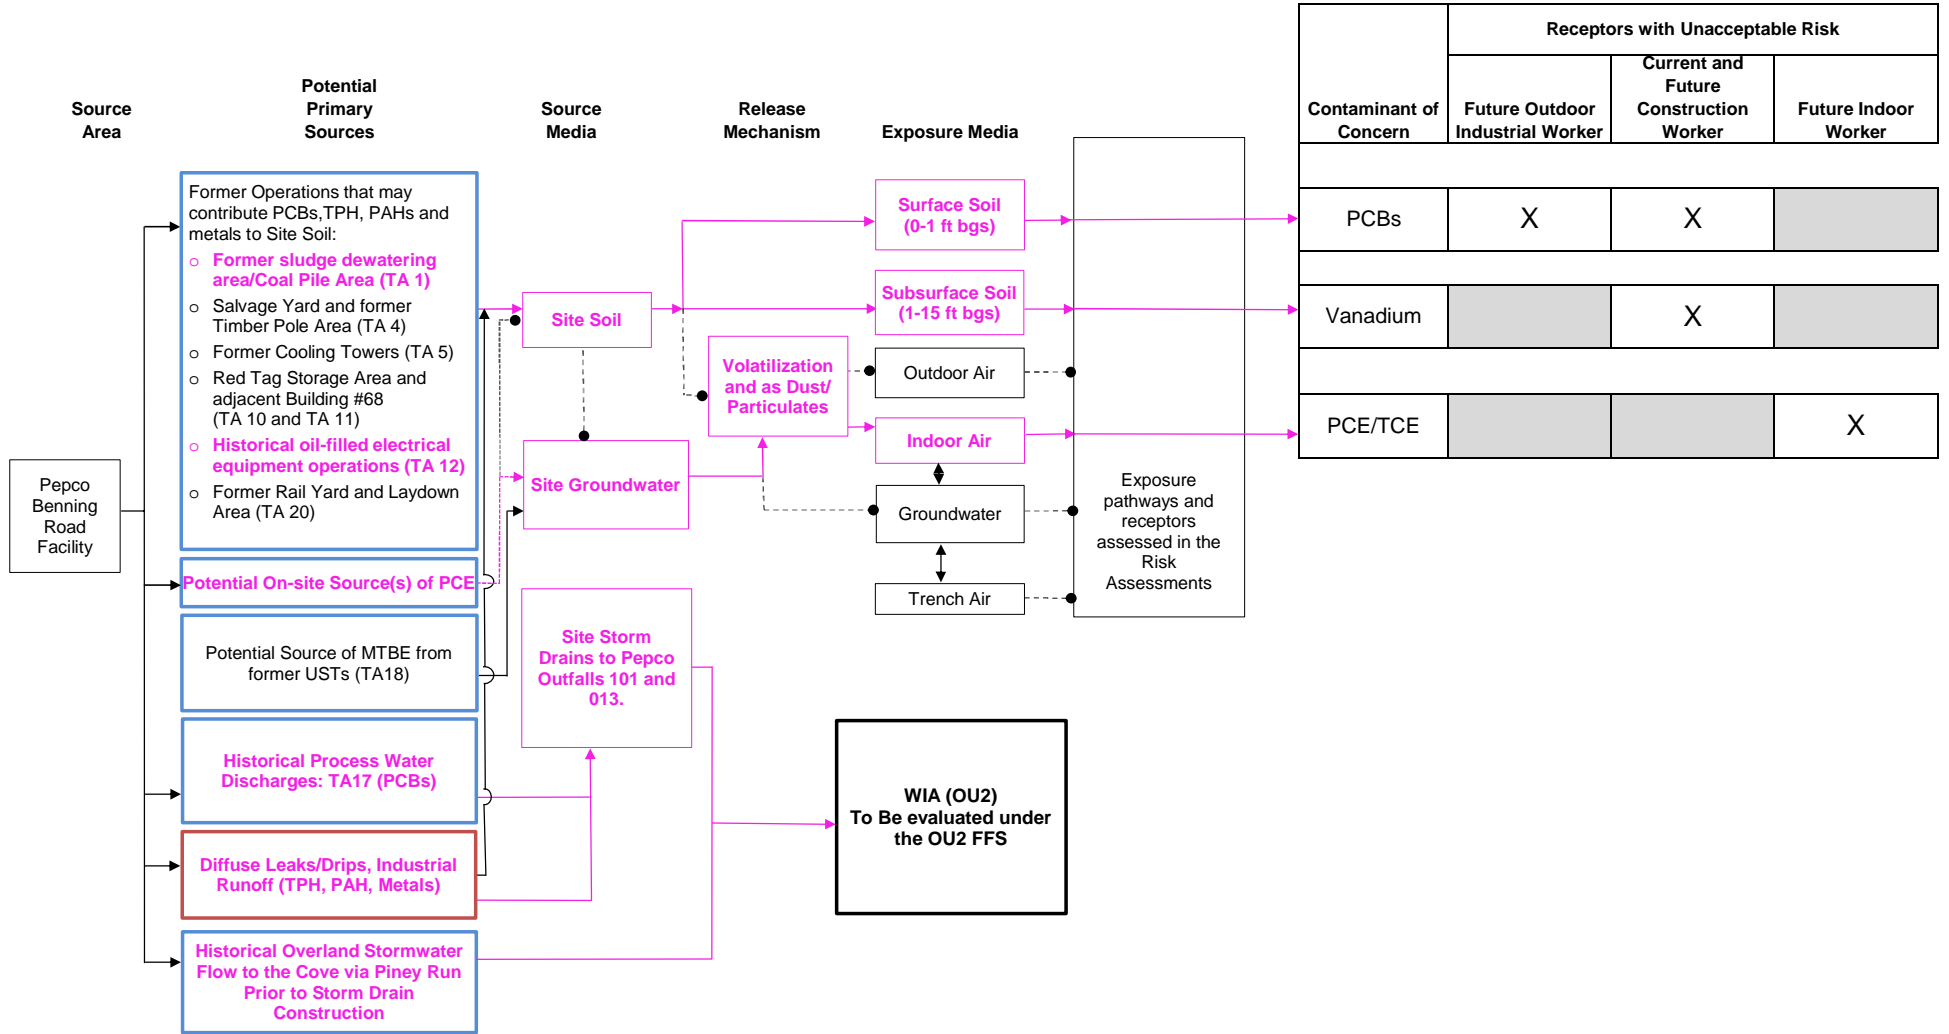 Source
Area
Potential
Primary
Sources
Source
Media
Release
Mechanism
Exposure Media
Contaminant of
Concern
Receptors with Unacceptable Risk
Future Outdoor
Industrial Worker
Current and
Future
Construction
Worker
Future Indoor
Worker
Pepco
Benning
Road
Facility
Former Operations that may
contribute PCBs,TPH, PAHs and
metals to Site Soil:
o Former sludge dewatering
area/Coal Pile Area (TA 1)
o Salvage Yard and former
Timber Pole Area (TA 4)
o Former Cooling Towers (TA 5)
o Red Tag Storage Area and
adjacent Building #68
(TA 10 and TA 11)
o Historical oil-filled electrical
equipment operations (TA 12)
o Former Rail Yard and Laydown
Area (TA 20)
Potential On-site Source(s) of PCE
Potential Source of MTBE from
former USTs (TA18)
Historical Process Water
Discharges: TA17 (PCBs)
Diffuse Leaks/Drips, Industrial
Runoff (TPH, PAH, Metals)
Historical Overland Stormwater
Flow to the Cove via Piney Run
Prior to Storm Drain
Construction
Site Soil
Site Groundwater
Site Storm
Drains to Pepco
Outfalls 101 and
013.
Volatilization
and as Dust/
Particulates
Surface Soil
(0-1 ft bgs)
Subsurface Soil
(1-15 ft bgs)
Outdoor Air
Indoor Air
Groundwater
Trench Air
WIA (OU2)
To Be evaluated under
the OU2 FFS
Exposure
pathways and
receptors
assessed in the
Risk
Assessments
PCBs X X
Vanadium X
PCE/TCE X